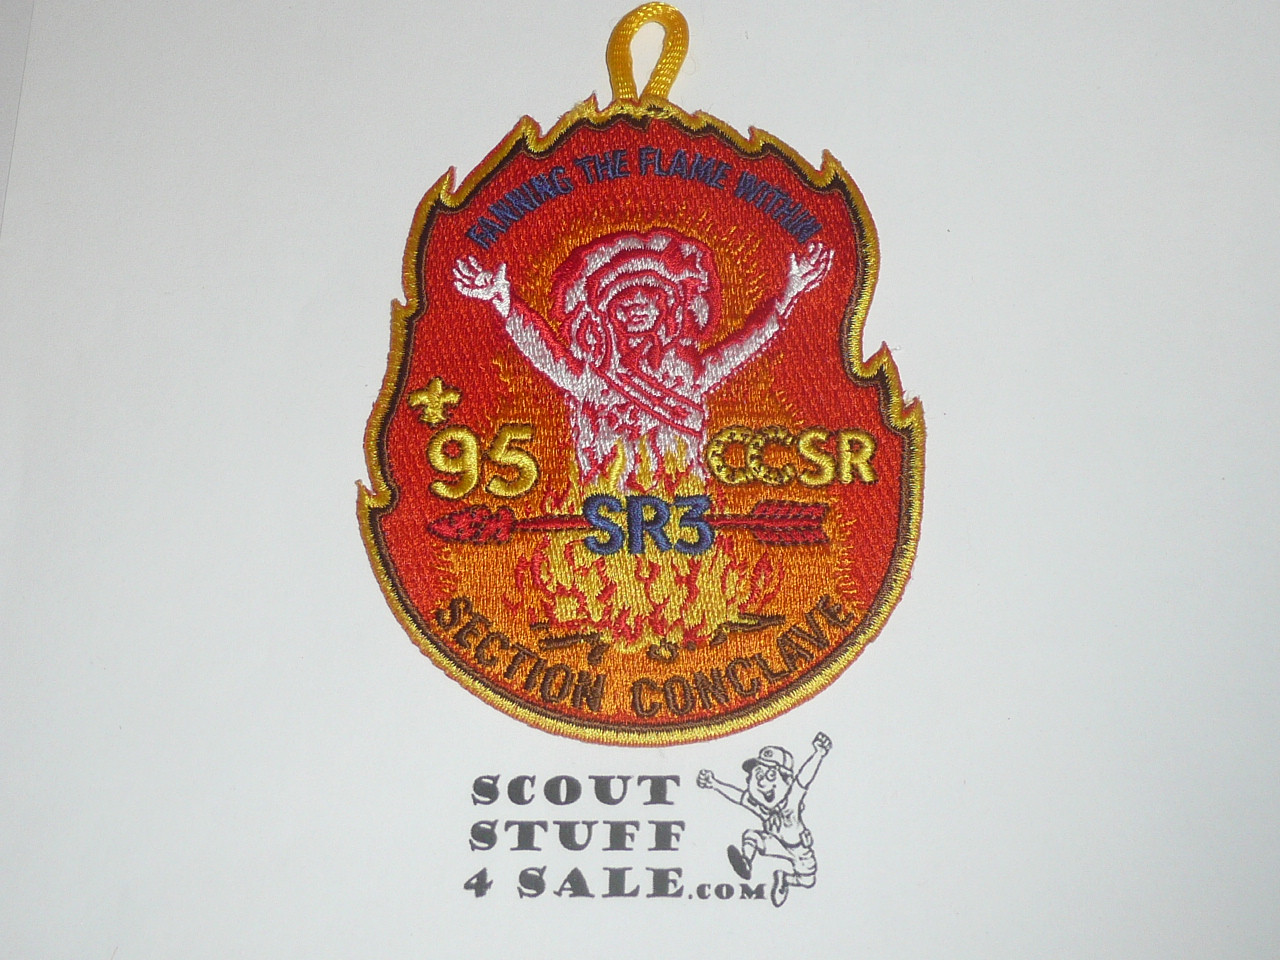 FANNING THE FLAME WITHIN
'95 CCSR
SR3
SECTION CONCLAVE
SCOUT
STUFF
4 SALE.COM